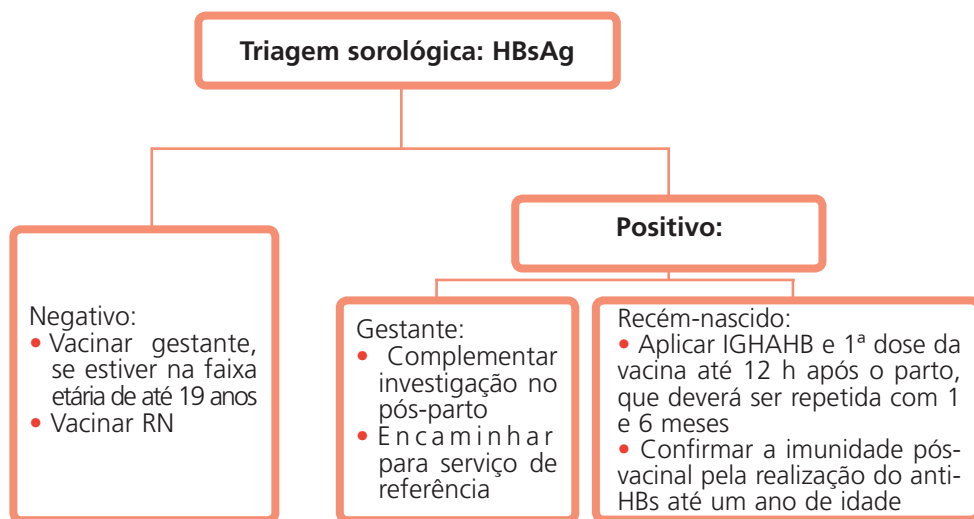 Triagem sorológica: HBsAg
Positivo:
Negativo:
• Vacinar gestante,
se estiver na faixa
etária de até 19 anos
• Vacinar RN
Gestante:
• Complementar
investigação no
pós-parto
• Encaminhar
para serviço de
referência
Recém-nascido:
• Aplicar IGHAHB e 1ª dose da
vacina até 12 h após o parto,
que deverá ser repetida com 1
e 6 meses
• Confirmar a imunidade pós-
vacinal pela realização do anti-
HBs até um ano de idade